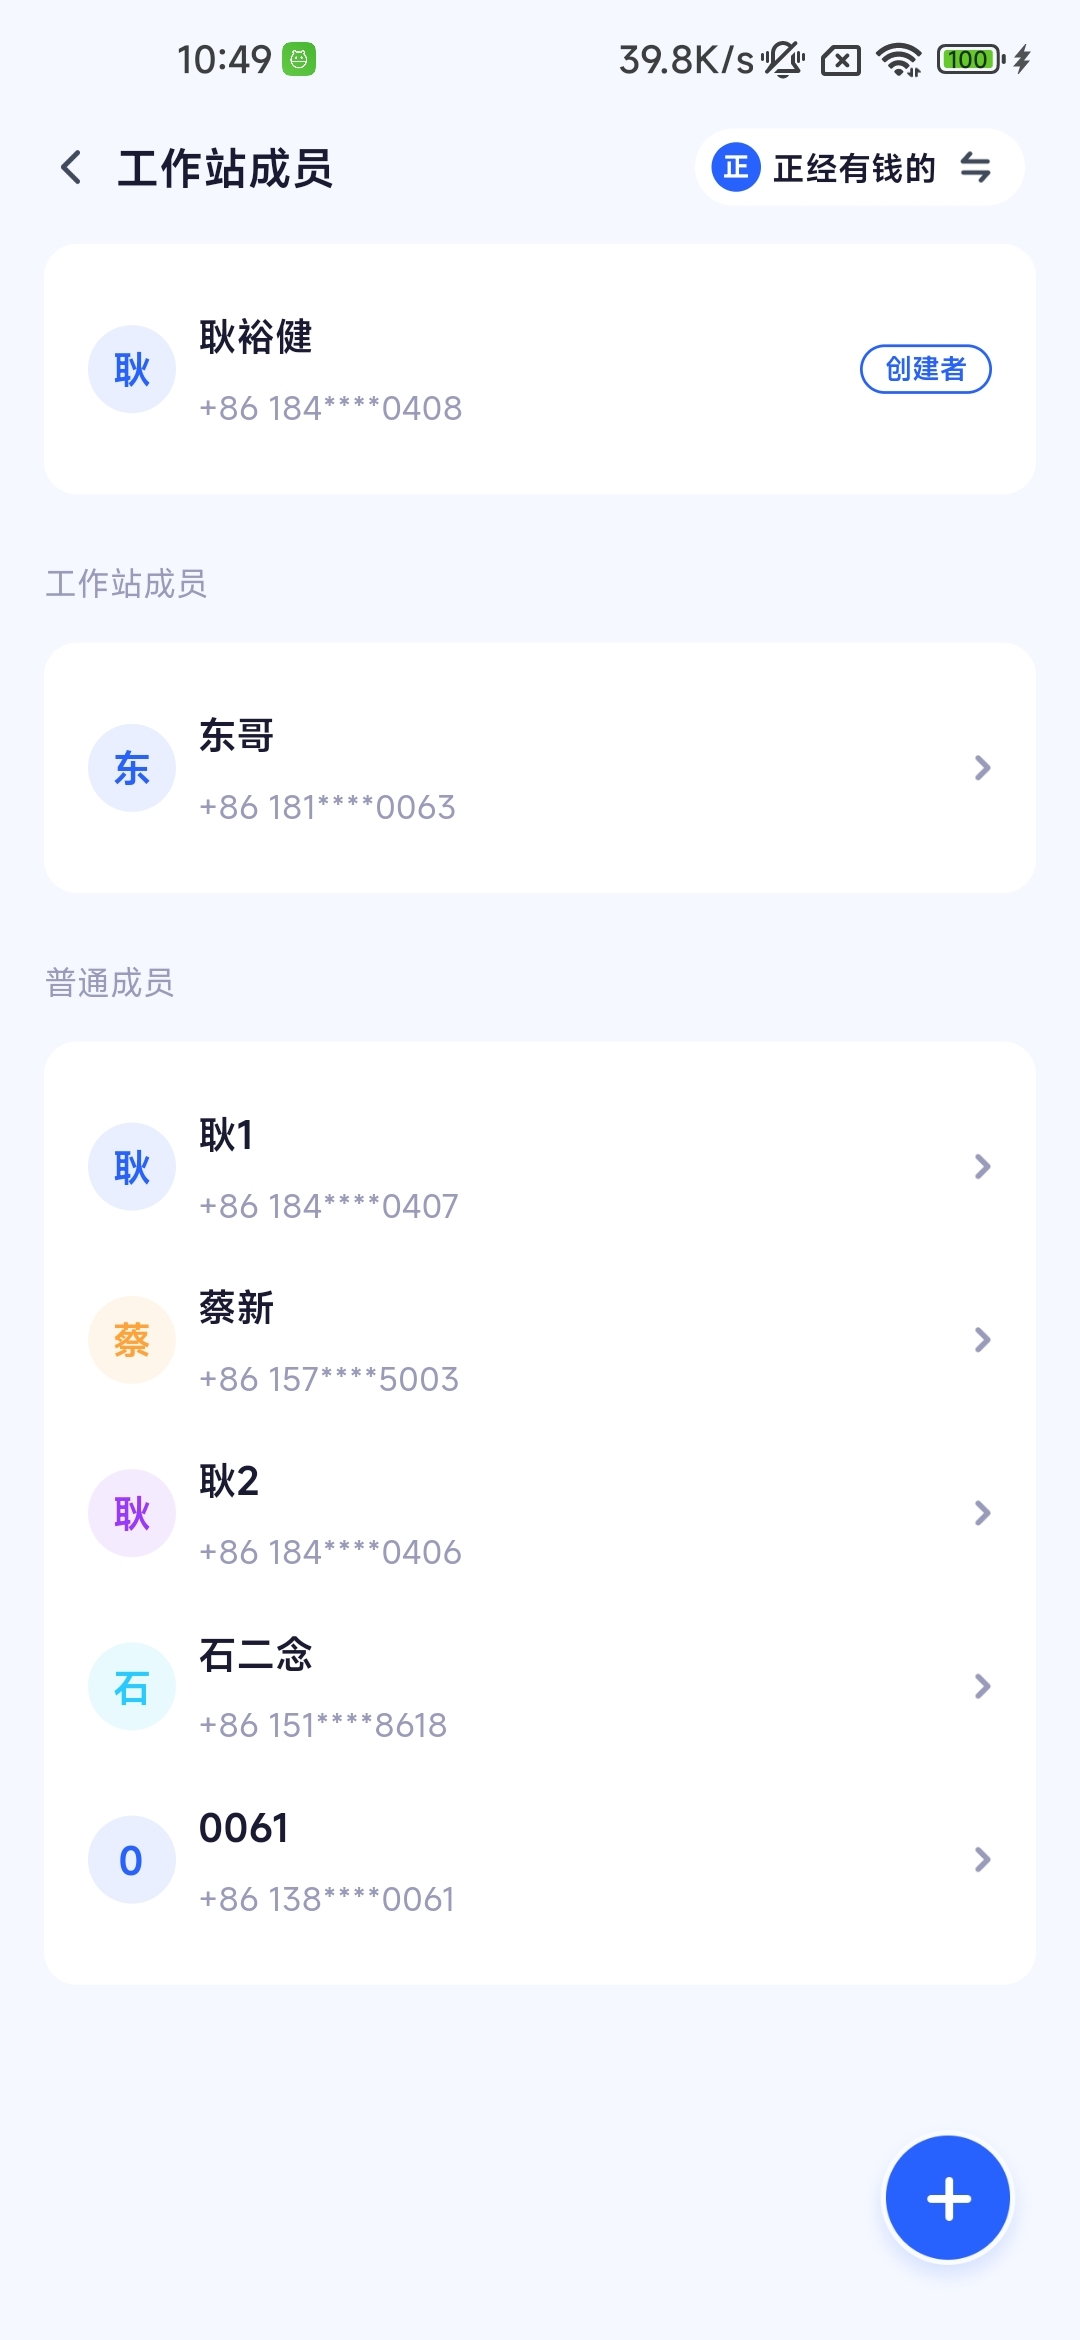 10:49
39.8K/s
100
工作站成员
正
正经有钱的
耿
耿裕健
+86 184****0408
创建者
工作站成员
东
东哥
+86 181****0063
普通成员
耿
耿1
+86 184****0407
蔡
蔡新
+86 157****5003
耿
耿2
+86 184****0406
石
石二念
+86 151****8618
0
0061
+86 138****0061